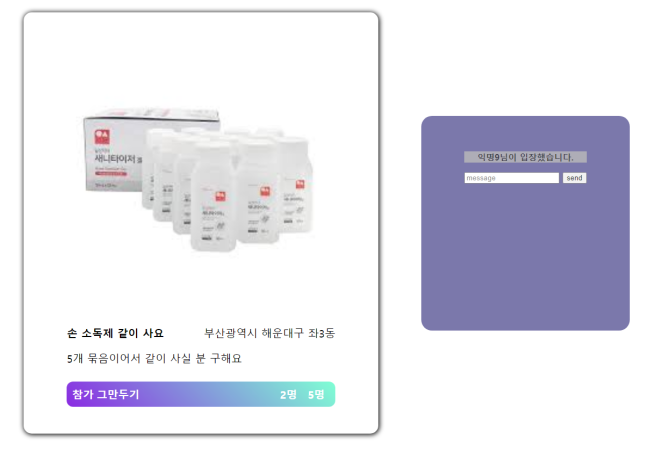 새니타이저
손 소독제 같이 사요 부산광역시 해운대구 좌3동
5개 묶음이어서 같이 사실 분 구해요
참가 그만두기 2명 5명
익명9님이 입장했습니다.
message send